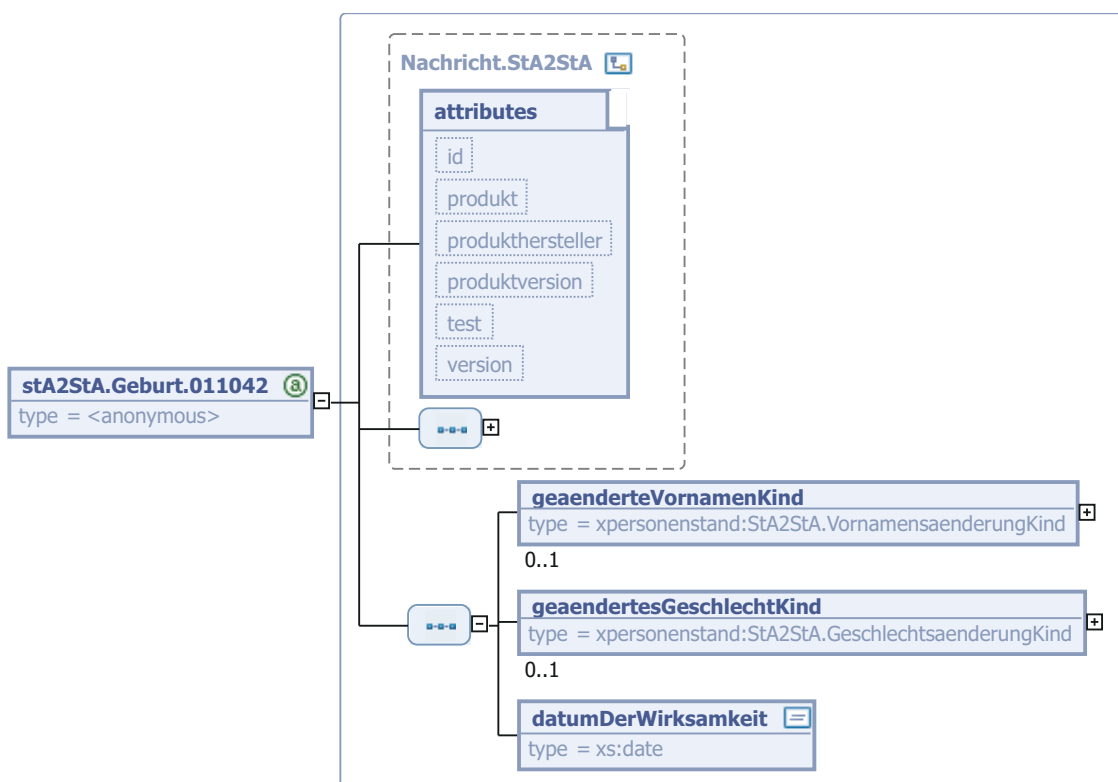 Nachricht.StA2StA
attributes
id
produkt
produkthersteller
produktversion
test
version
stA2StA.Geburt.011042
type = <anonymous>
geaenderteVornamenKind
type = xpersonenstand:StA2StA.VornamensaenderungKind
0..1
geaendertesGeschlechtKind
type = xpersonenstand:StA2StA.GeschlechtsaenderungKind
0..1
datumDerWirksamkeit
type = xs:date